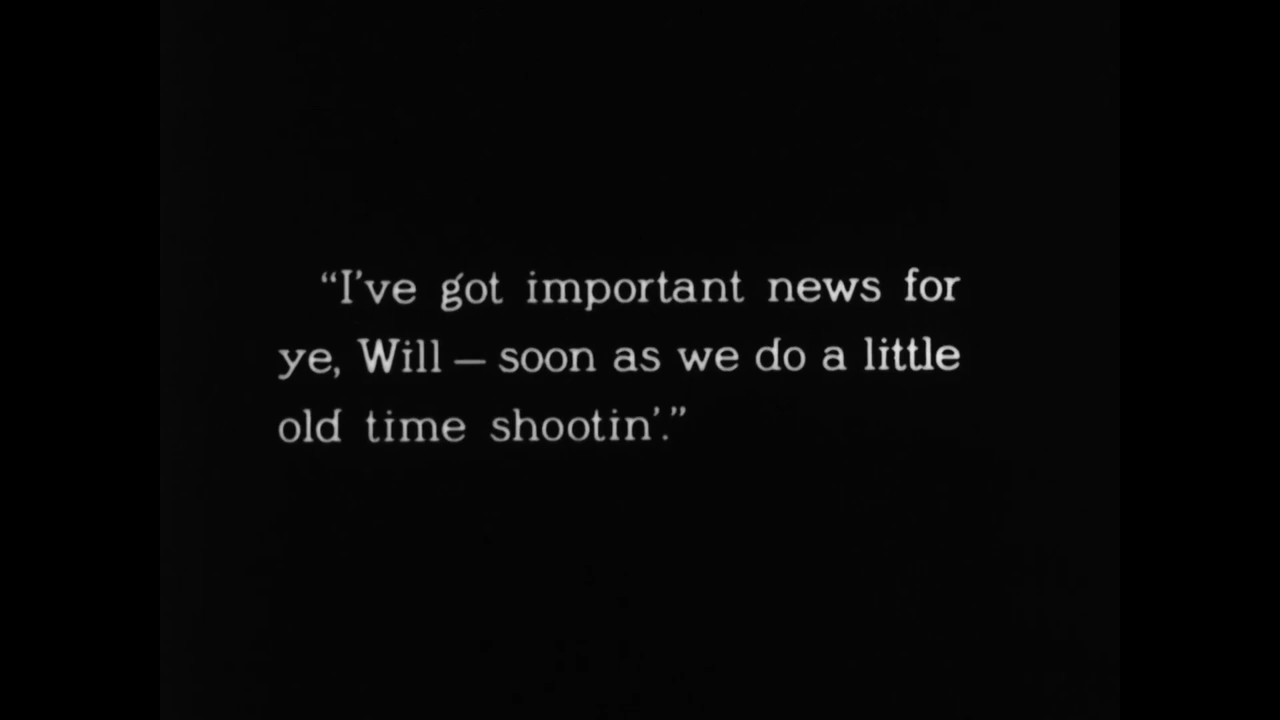 “I’ve got important news for
ye, Will — soon as we do a little
old time shootin’.”